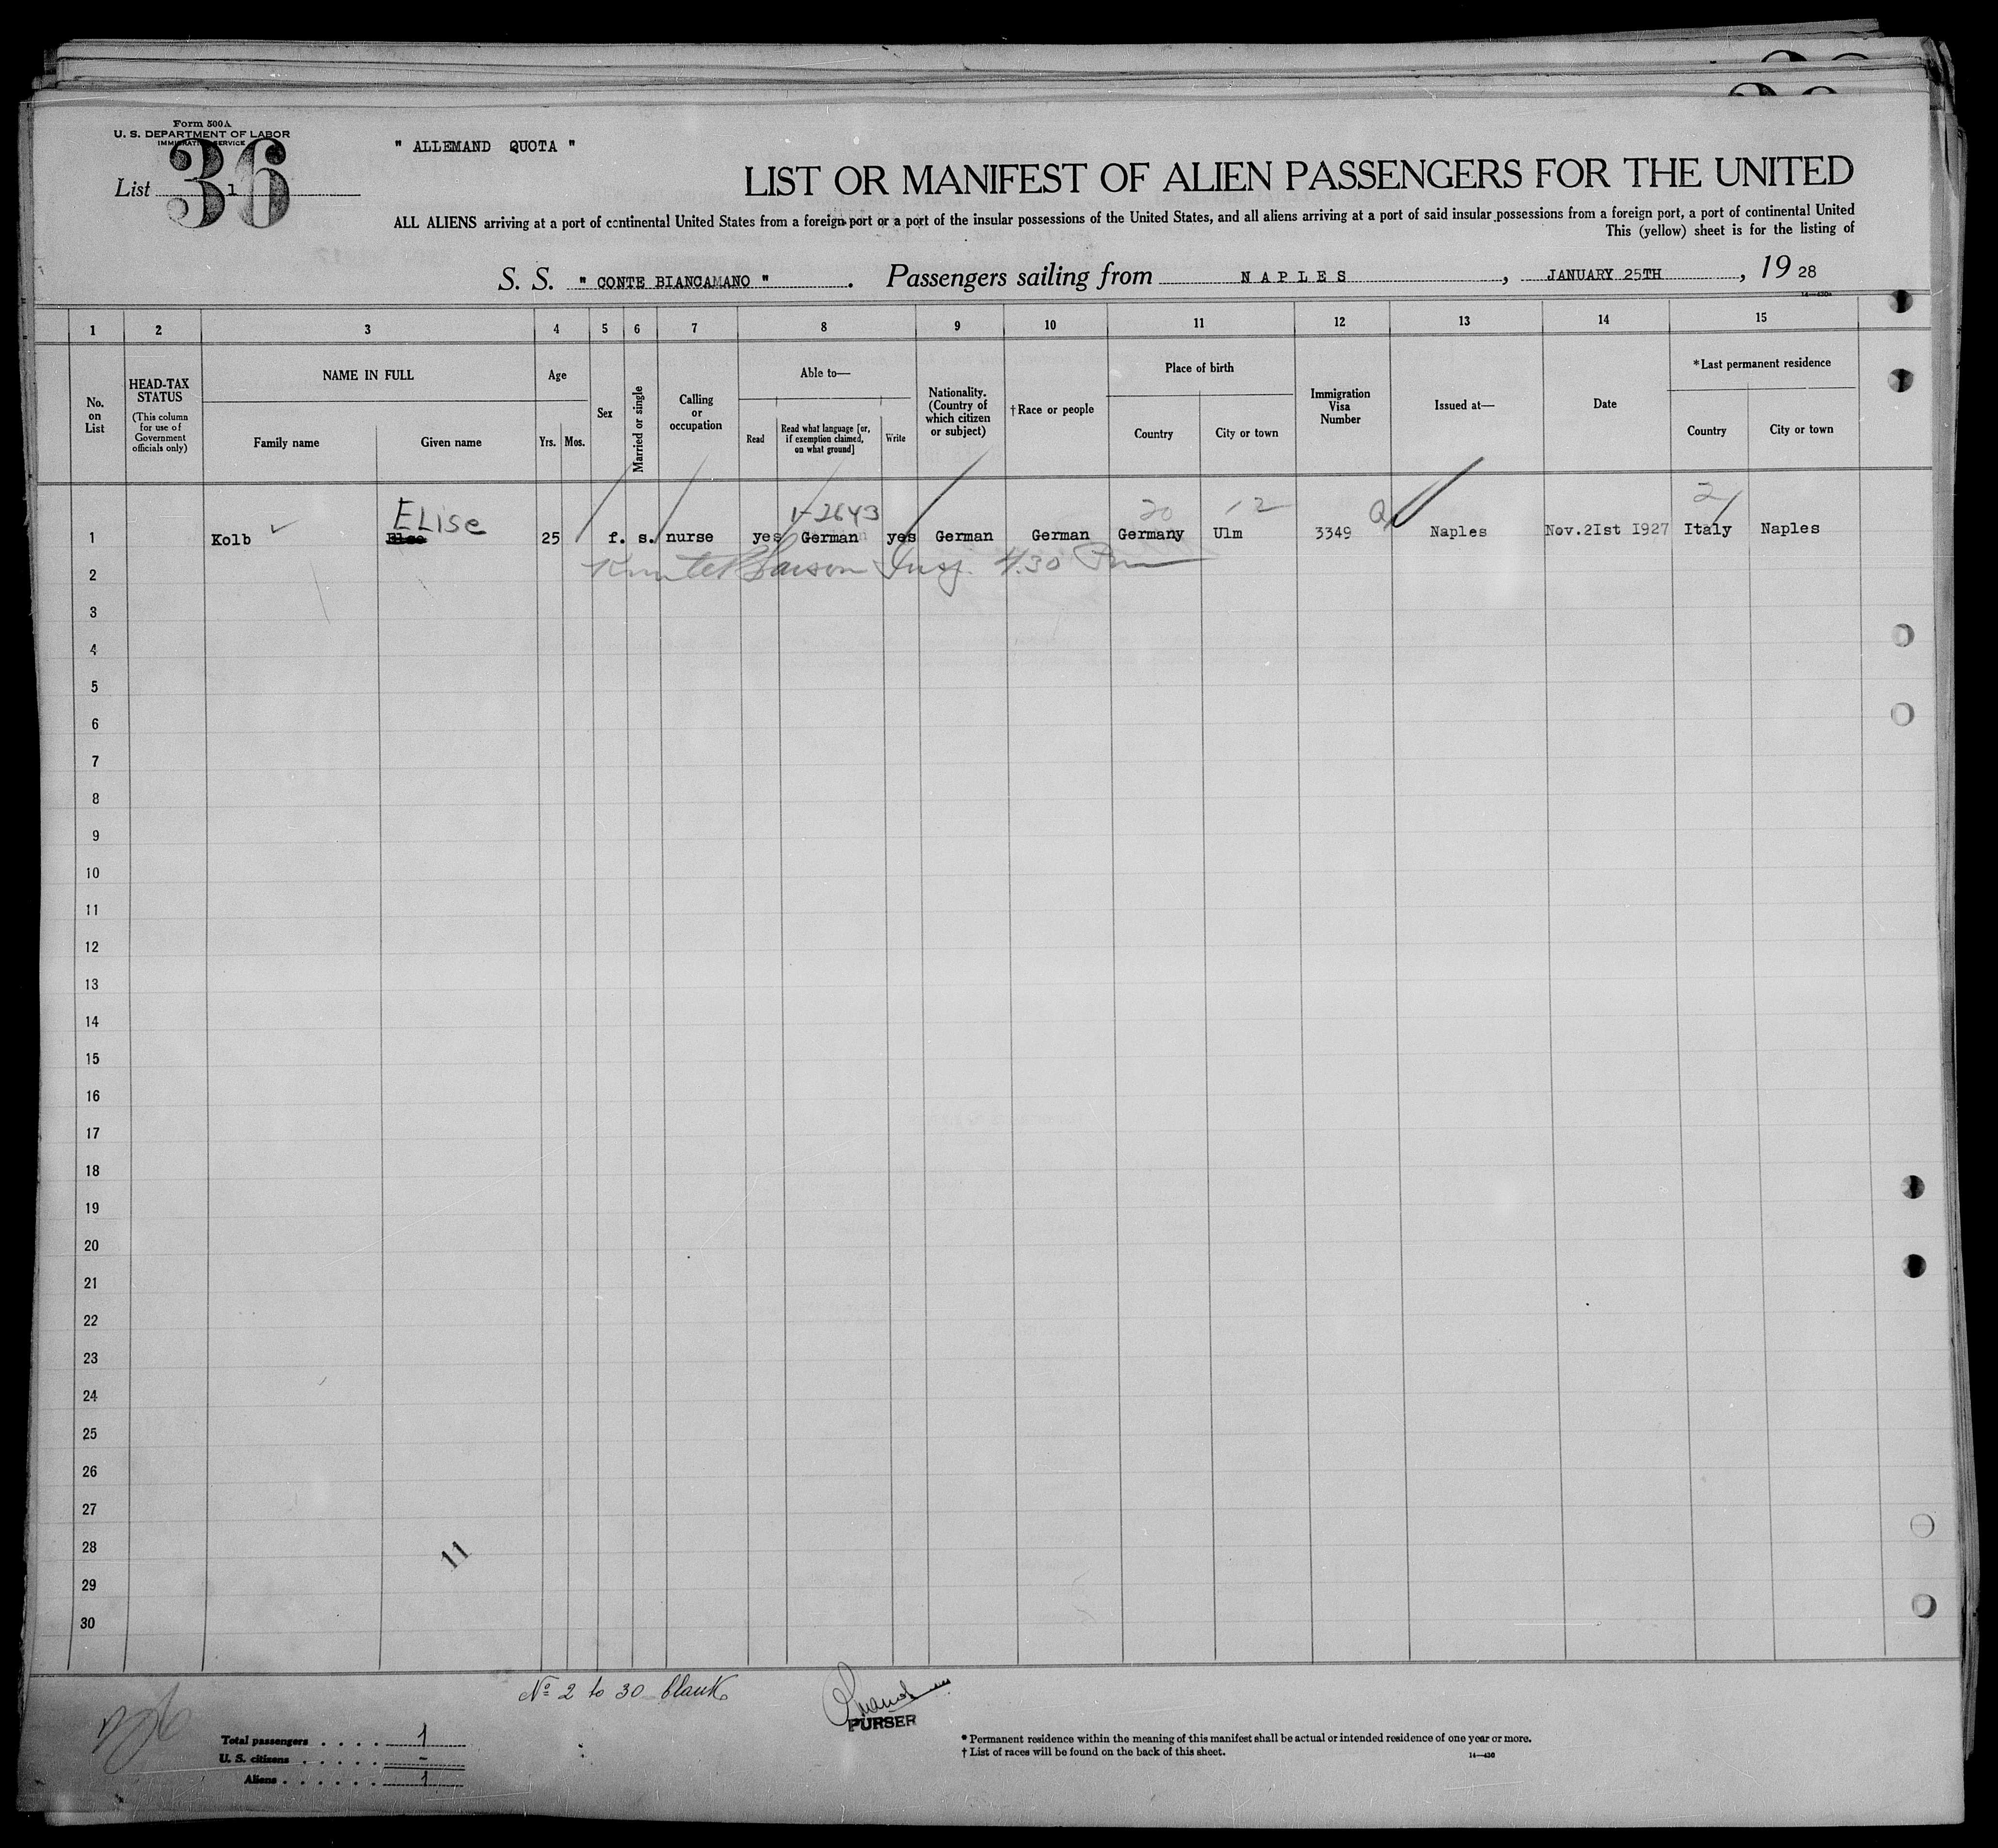 Form 500A
U. S. DEPARTMENT OF LABOR
IMMIGRATION SERVICE
36
List 1
" ALLEMAND QUOTA "
LIST OR MANIFEST OF ALIEN PASSENGERS FOR THE UNITED
ALL ALIENS arriving at a port of continental United States from a foreign port or a port of the insular possessions of the United States, and all aliens arriving at a port of said insular possessions from a foreign port, a port of continental United
This (yellow) sheet is for the listing of
S. S. " CONTE BIANCAMANO " . Passengers sailing from NAPLES , JANUARY 25TH , 19 28
14—430a
1 2 3 4 5 6 7 8 9 10 11 12 13 14 15
No. on List
HEAD-TAX STATUS
(This column for use of Government officials only)
NAME IN FULL
Family name Given name
Age
Yrs. Mos.
Sex
Married or single
Calling or occupation
Able to—
Read
Read what language [or, if exemption claimed, on what ground]
Write
Nationality. (Country of which citizen or subject)
†Race or people
Place of birth
Country City or town
Immigration Visa Number
Issued at—
Date
*Last permanent residence
Country City or town
ELise 1-2643 20 12 2
1 Kolb Else 25 f. s. nurse yes German yes German German Germany Ulm 3349 Naples Nov.2Ist I927 Italy Naples
2 Insp. 4.30 Pm
3
4
5
6
7
8
9
10
11
12
13
14
15
16
17
18
19
20
21
22
23
24
25
26
27
28
11
29
30
Nº 2 to 30 blank
PURSER
Total passengers . . . . 1
U. S. citizens . . . . . -
Aliens . . . . . . 1
* Permanent residence within the meaning of this manifest shall be actual or intended residence of one year or more.
† List of races will be found on the back of this sheet.
14—430